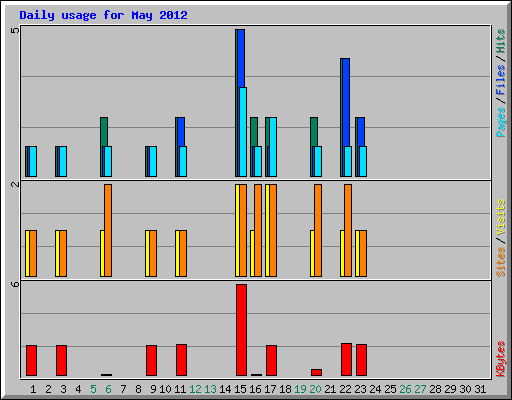 Daily usage for May 2012
5
Pages / Files / Hits
2
Sites / Visits
6
KBytes
1 2 3 4 5 6 7 8 9 10 11 12 13 14 15 16 17 18 19 20 21 22 23 24 25 26 27 28 29 30 31